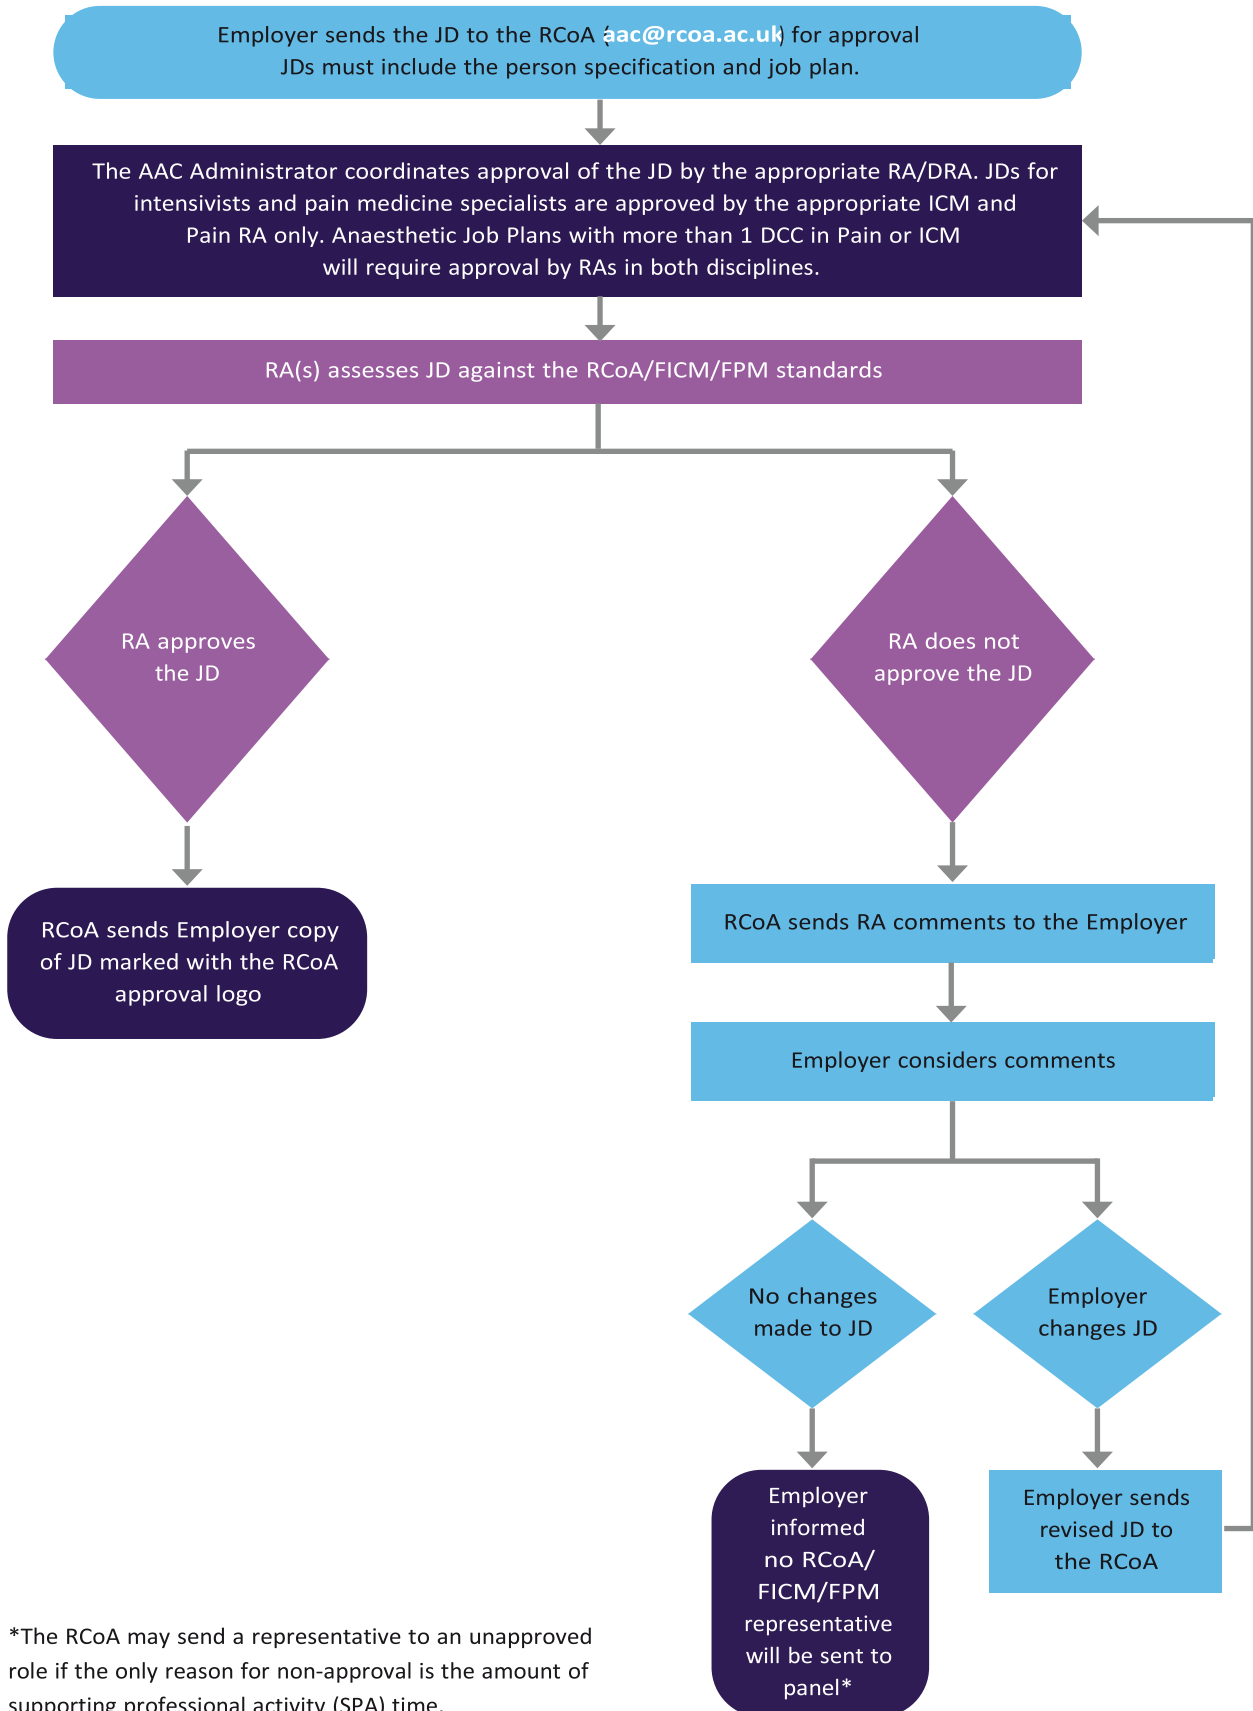 Employer sends the JD to the RCoA (aac@rcoa.ac.uk) for approval
JDs must include the person specification and job plan.
The AAC Administrator coordinates approval of the JD by the appropriate RA/DRA. JDs for
intensivists and pain medicine specialists are approved by the appropriate ICM and
Pain RA only. Anaesthetic Job Plans with more than 1 DCC in Pain or ICM
will require approval by RAs in both disciplines.
RA(s) assesses JD against the RCoA/FICM/FPM standards
RA approves
the JD
RA does not
approve the JD
RCoA sends Employer copy
of JD marked with the RCoA
approval logo
RCoA sends RA comments to the Employer
Employer considers comments
No changes
made to JD
Employer
changes JD
Employer
informed
no RCoA/
FICM/FPM
representative
will be sent to
panel*
Employer sends
revised JD to
the RCoA
*The RCoA may send a representative to an unapproved
role if the only reason for non-approval is the amount of
supporting professional activity (SPA) time.